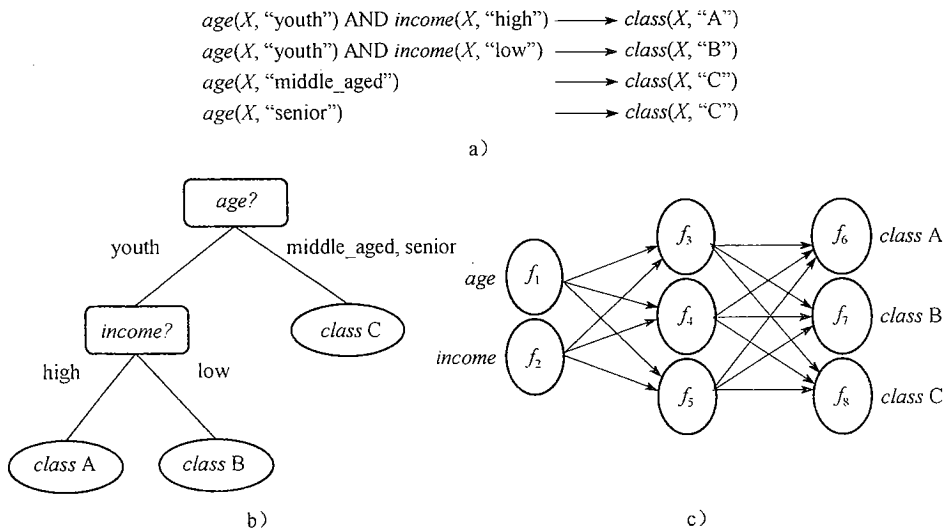 age(X, “youth”) AND income(X, “high”) ⟶ class(X, “A”)
age(X, “youth”) AND income(X, “low”) ⟶ class(X, “B”)
age(X, “middle_aged”) ⟶ class(X, “C”)
age(X, “senior”) ⟶ class(X, “C”)
a)
age?
youth
middle_aged, senior
income?
class C
high
low
class A
class B
b)
age
income
f₁
f₂
f₃
f₄
f₅
f₆
f₇
f₈
class A
class B
class C
c)